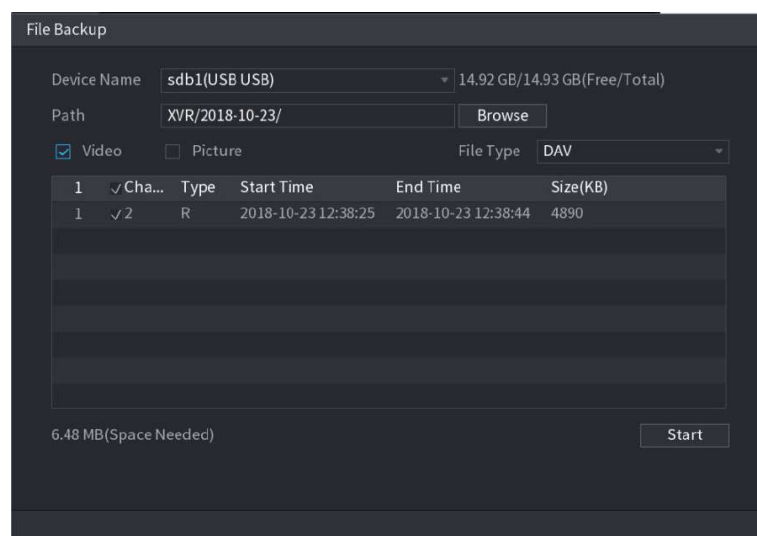 File Backup
Device Name sdb1(USB USB) 14.92 GB/14.93 GB(Free/Total)
Path XVR/2018-10-23/ Browse
Video Picture File Type DAV
1 Cha... Type Start Time End Time Size(KB)
1 2 R 2018-10-23 12:38:25 2018-10-23 12:38:44 4890
6.48 MB(Space Needed) Start